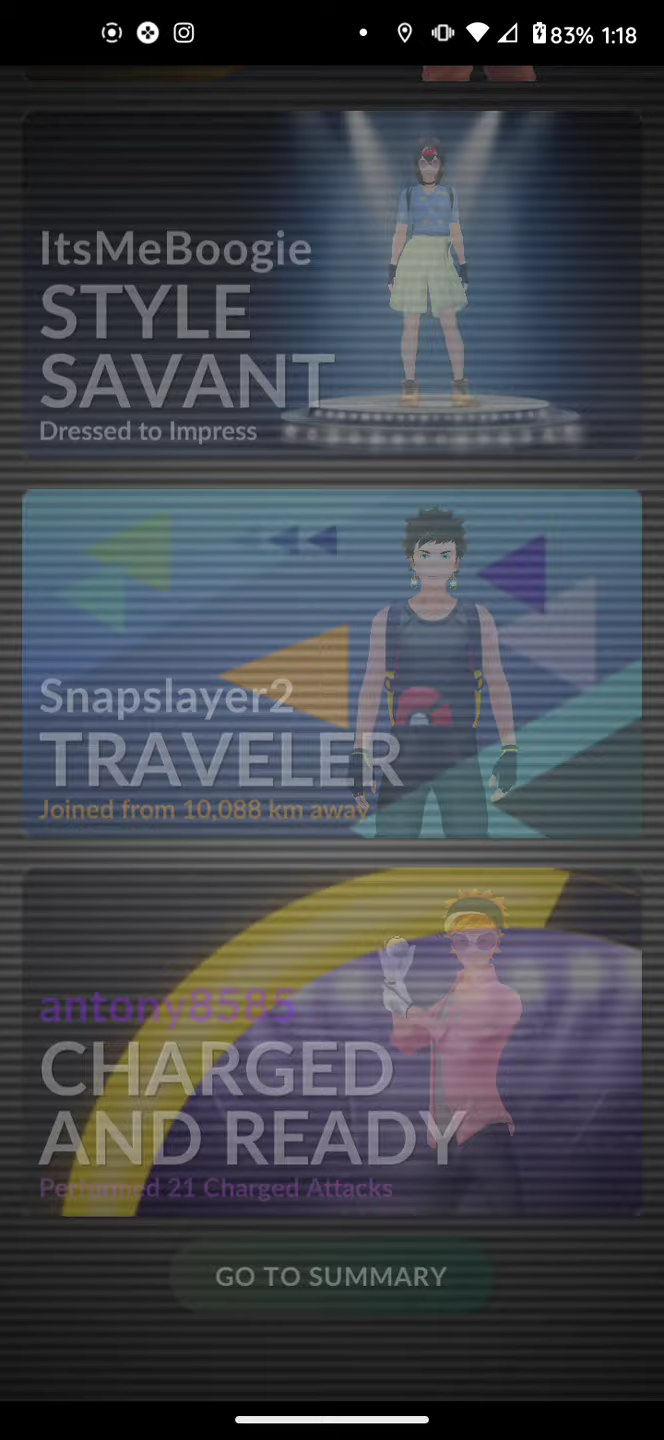 83% 1:18
ItsMeBoogie
STYLE
SAVANT
Dressed to Impress
Snapslayer2
TRAVELER
Joined from 10,088 km away
antony8585
CHARGED
AND READY
Performed 21 Charged Attacks
GO TO SUMMARY